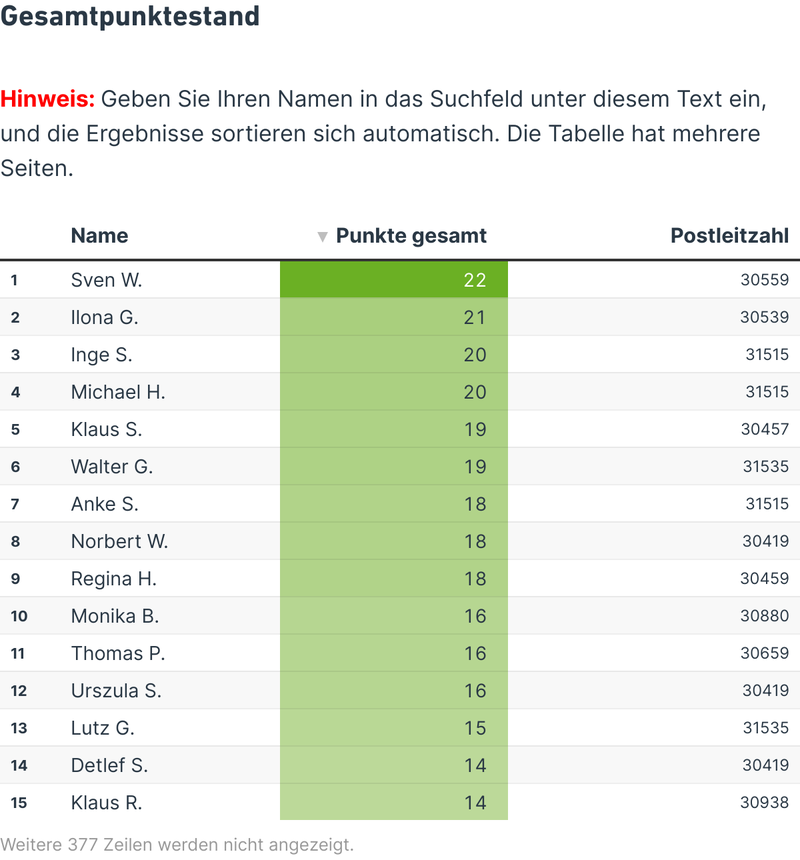 Gesamtpunktestand
Hinweis: Geben Sie Ihren Namen in das Suchfeld unter diesem Text ein,
und die Ergebnisse sortieren sich automatisch. Die Tabelle hat mehrere
Seiten.
Name ▼ Punkte gesamt Postleitzahl
1 Sven W. 22 30559
2 Ilona G. 21 30539
3 Inge S. 20 31515
4 Michael H. 20 31515
5 Klaus S. 19 30457
6 Walter G. 19 31535
7 Anke S. 18 31515
8 Norbert W. 18 30419
9 Regina H. 18 30459
10 Monika B. 16 30880
11 Thomas P. 16 30659
12 Urszula S. 16 30419
13 Lutz G. 15 31535
14 Detlef S. 14 30419
15 Klaus R. 14 30938
Weitere 377 Zeilen werden nicht angezeigt.